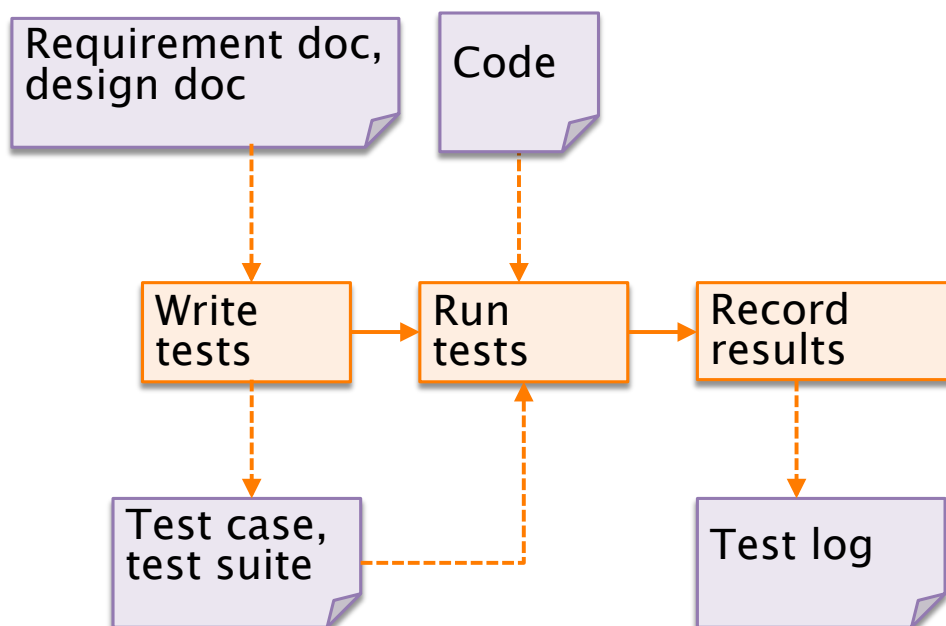 Requirement doc,
design doc
Code
Write
tests
Run
tests
Record
results
Test case,
test suite
Test log